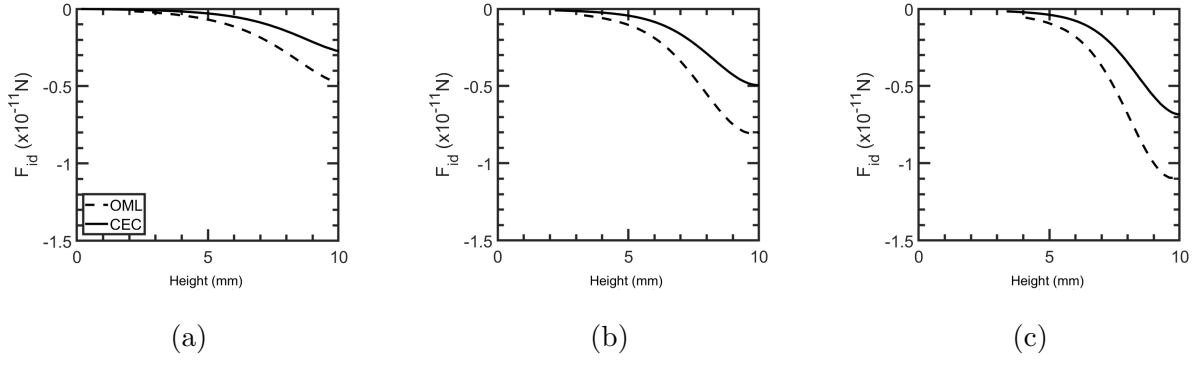 0
-0.5
-1
-1.5
F_id (x10^-11 N)
OML
CEC
0 5 10
Height (mm)
(a)
0
-0.5
-1
-1.5
F_id (x10^-11 N)
0 5 10
Height (mm)
(b)
0
-0.5
-1
-1.5
F_id (x10^-11 N)
0 5 10
Height (mm)
(c)